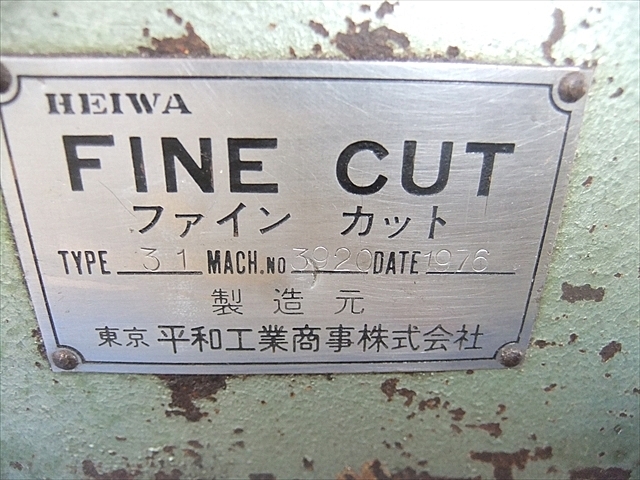 HEIWA
FINE CUT
ファイン カット
TYPE 31 MACH.NO 3920 DATE 1976
製造元
東京 平和工業商事株式会社